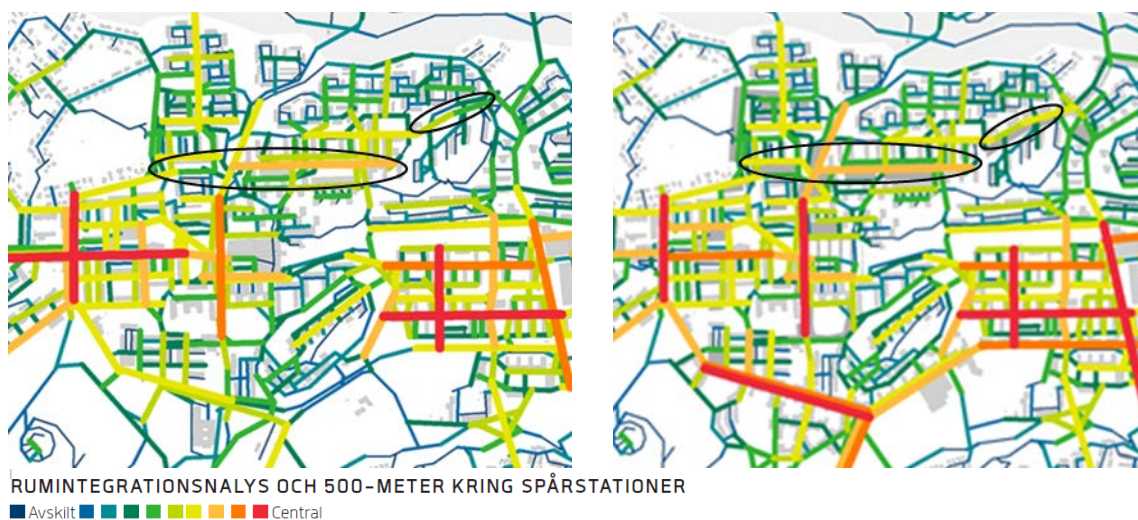 RUMINTEGRATIONSNALYS OCH 500-METER KRING SPÅRSTATIONER
Avskilt Central